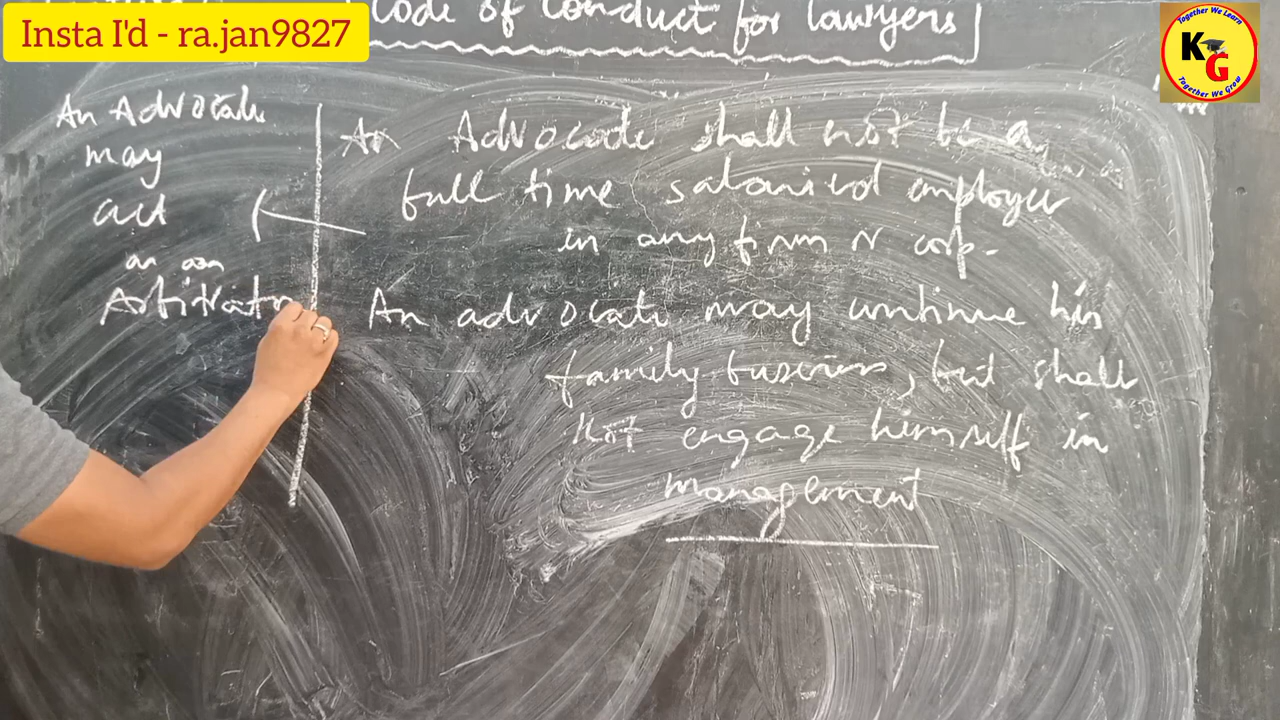 Insta I'd - ra.jan9827
Code of Conduct for lawyers
Together We Learn
KG
Together We Grow
An Advocate
may
act
as an
Arbitrator
An Advocade shall not be a
full time salaried employee
in any firm or corp.
An advocate may continue his
family business, but shall
Not engage himself in
management